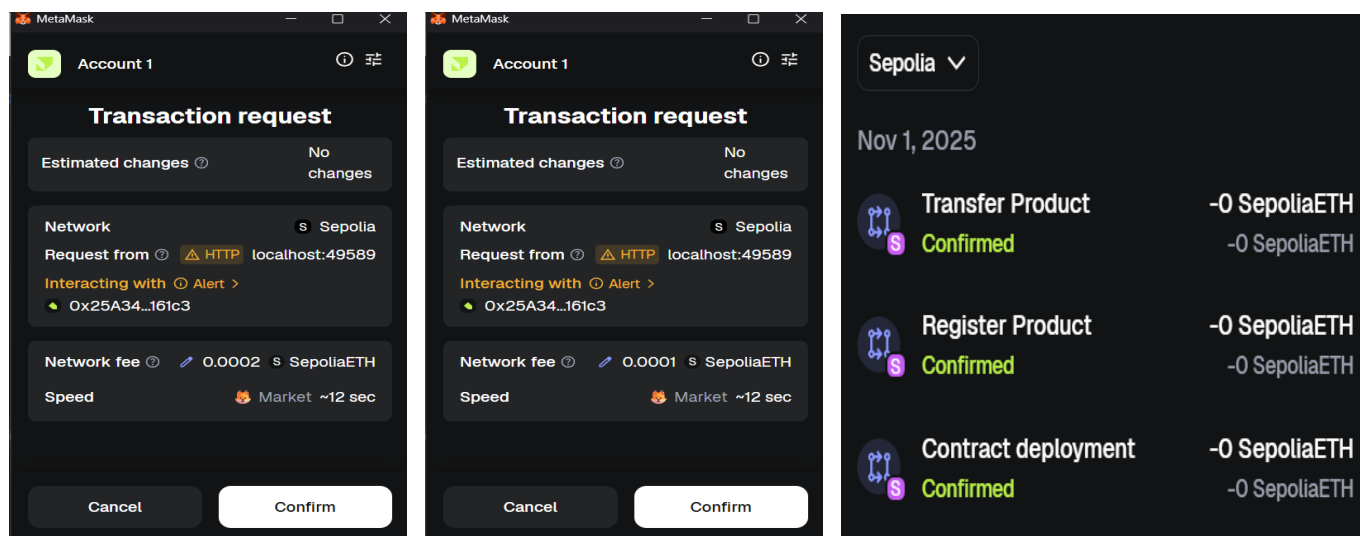 MetaMask
Account 1
Transaction request
Estimated changes
No changes
Network
S Sepolia
Request from
HTTP localhost:49589
Interacting with
Alert >
0x25A34...161c3
Network fee
0.0002 S SepoliaETH
Speed
Market ~12 sec
Cancel
Confirm
MetaMask
Account 1
Transaction request
Estimated changes
No changes
Network
S Sepolia
Request from
HTTP localhost:49589
Interacting with
Alert >
0x25A34...161c3
Network fee
0.0001 S SepoliaETH
Speed
Market ~12 sec
Cancel
Confirm
Sepolia
Nov 1, 2025
Transfer Product -0 SepoliaETH
S Confirmed -0 SepoliaETH
Register Product -0 SepoliaETH
S Confirmed -0 SepoliaETH
Contract deployment -0 SepoliaETH
S Confirmed -0 SepoliaETH